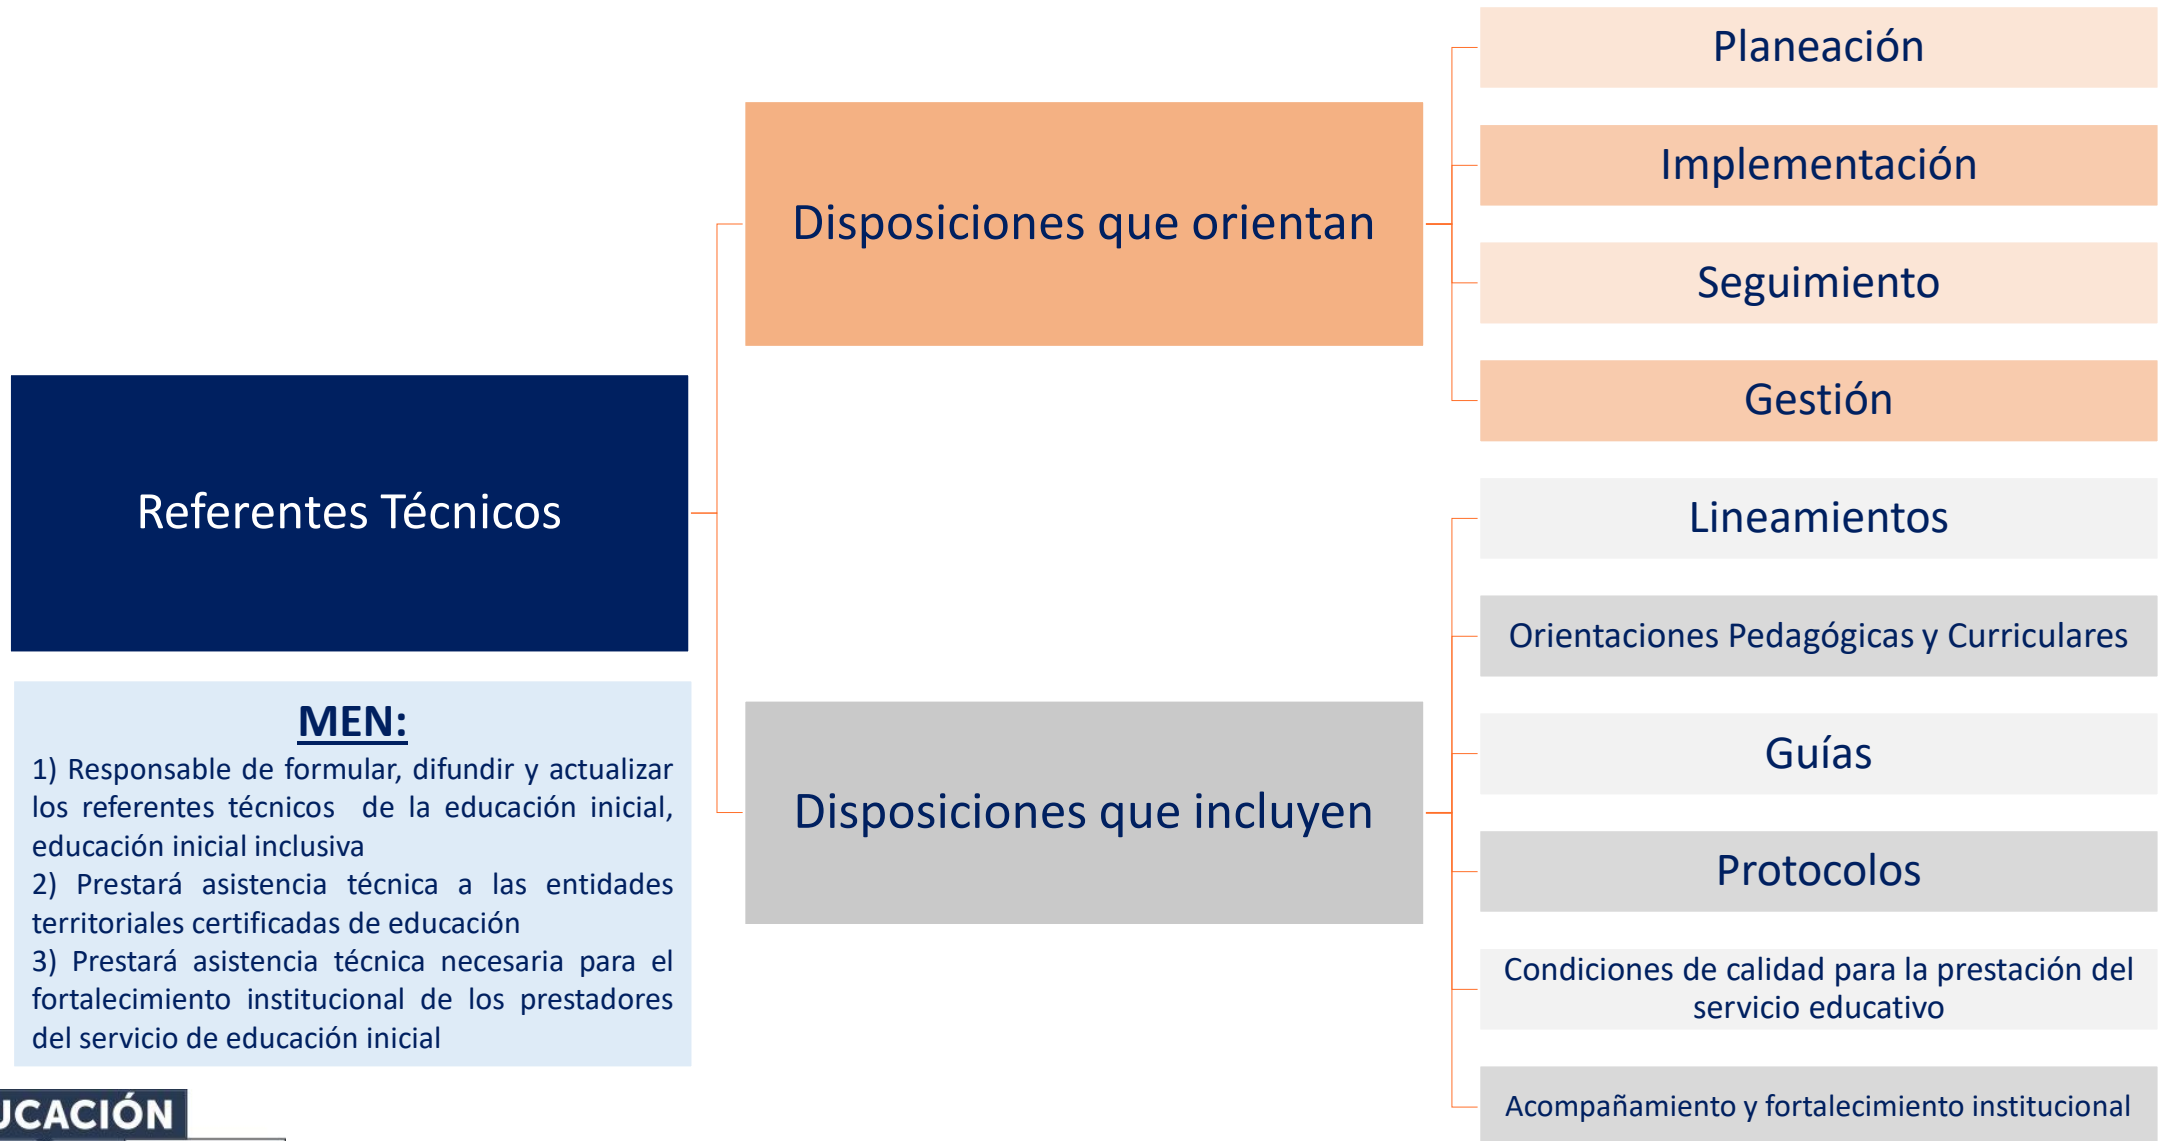 Referentes Técnicos
MEN:
1) Responsable de formular, difundir y actualizar
los referentes técnicos de la educación inicial,
educación inicial inclusiva
2) Prestará asistencia técnica a las entidades
territoriales certificadas de educación
3) Prestará asistencia técnica necesaria para el
fortalecimiento institucional de los prestadores
del servicio de educación inicial
Disposiciones que orientan
Planeación
Implementación
Seguimiento
Gestión
Disposiciones que incluyen
Lineamientos
Orientaciones Pedagógicas y Curriculares
Guías
Protocolos
Condiciones de calidad para la prestación del
servicio educativo
Acompañamiento y fortalecimiento institucional
UCACIÓN